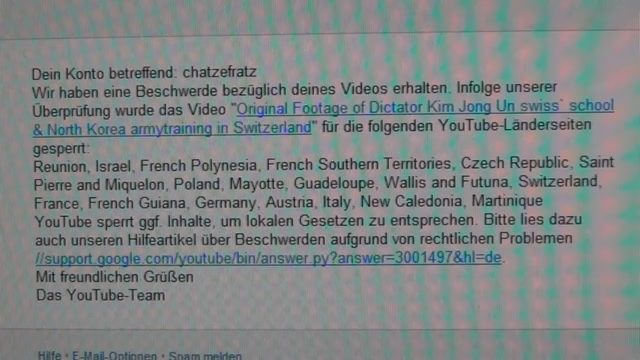 Dein Konto betreffend: chatzefratz
Wir haben eine Beschwerde bezüglich deines Videos erhalten. Infolge unserer
Überprüfung wurde das Video "Original Footage of Dictator Kim Jong Un swiss` school
& North Korea armytraining in Switzerland" für die folgenden YouTube-Länderseiten
gesperrt:
Reunion, Israel, French Polynesia, French Southern Territories, Czech Republic, Saint
Pierre and Miquelon, Poland, Mayotte, Guadeloupe, Wallis and Futuna, Switzerland,
France, French Guiana, Germany, Austria, Italy, New Caledonia, Martinique
YouTube sperrt ggf. Inhalte, um lokalen Gesetzen zu entsprechen. Bitte lies dazu
auch unseren Hilfeartikel über Beschwerden aufgrund von rechtlichen Problemen
//support.google.com/youtube/bin/answer.py?answer=3001497&hl=de.
Mit freundlichen Grüßen
Das YouTube-Team
Hilfe • E-Mail-Optionen • Spam melden